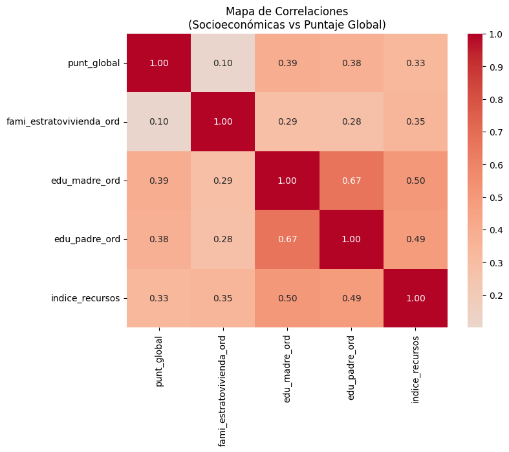 Mapa de Correlaciones
(Socioeconómicas vs Puntaje Global)
punt_global
1.00 0.10 0.39 0.38 0.33
fami_estratovivienda_ord
0.10 1.00 0.29 0.28 0.35
edu_madre_ord
0.39 0.29 1.00 0.67 0.50
edu_padre_ord
0.38 0.28 0.67 1.00 0.49
indice_recursos
0.33 0.35 0.50 0.49 1.00
punt_global
fami_estratovivienda_ord
edu_madre_ord
edu_padre_ord
indice_recursos
1.0
0.9
0.8
0.7
0.6
0.5
0.4
0.3
0.2